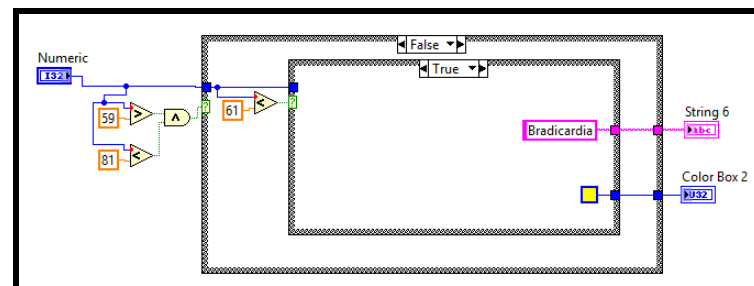 False
Numeric
True
I32
59
61
81
Bradicardia
String 6
abc
Color Box 2
U32